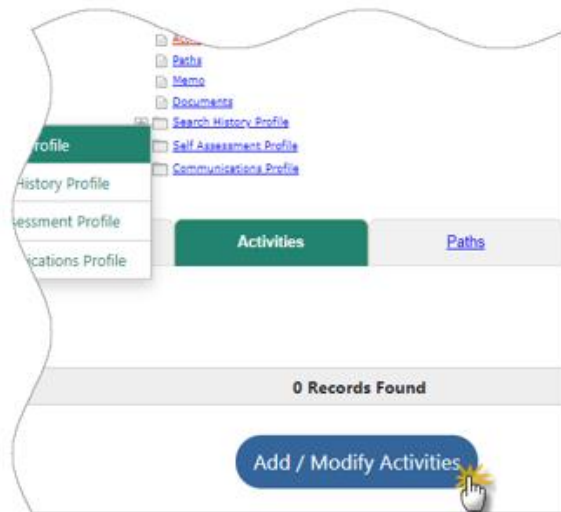 Paths
Memo
Documents
Search History Profile
Self Assessment Profile
Communications Profile
rofile
History Profile
essment Profile
ications Profile
Activities
Paths
0 Records Found
Add / Modify Activities